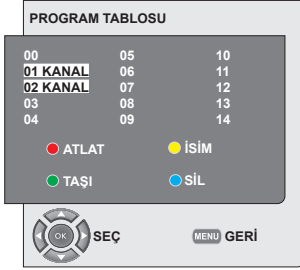 PROGRAM TABLOSU
00 05 10
01 KANAL 06 11
02 KANAL 07 12
03 08 13
04 09 14
ATLAT İSİM
TAŞI SİL
OK SEÇ MENU GERİ